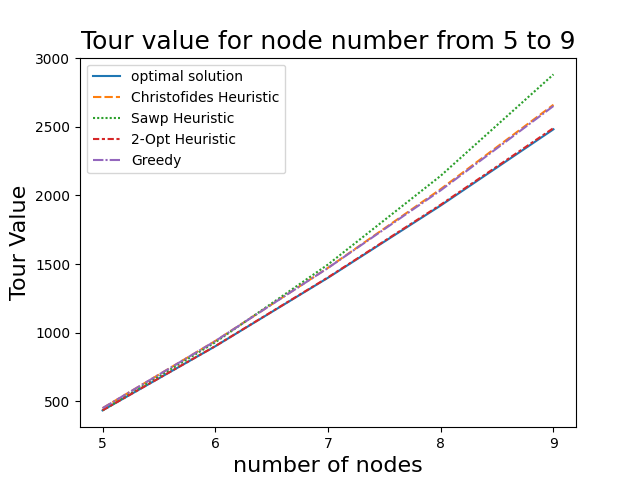 Tour value for node number from 5 to 9
3000
2500
2000
1500
1000
500
Tour Value
optimal solution
Christofides Heuristic
Sawp Heuristic
2-Opt Heuristic
Greedy
5 6 7 8 9
number of nodes